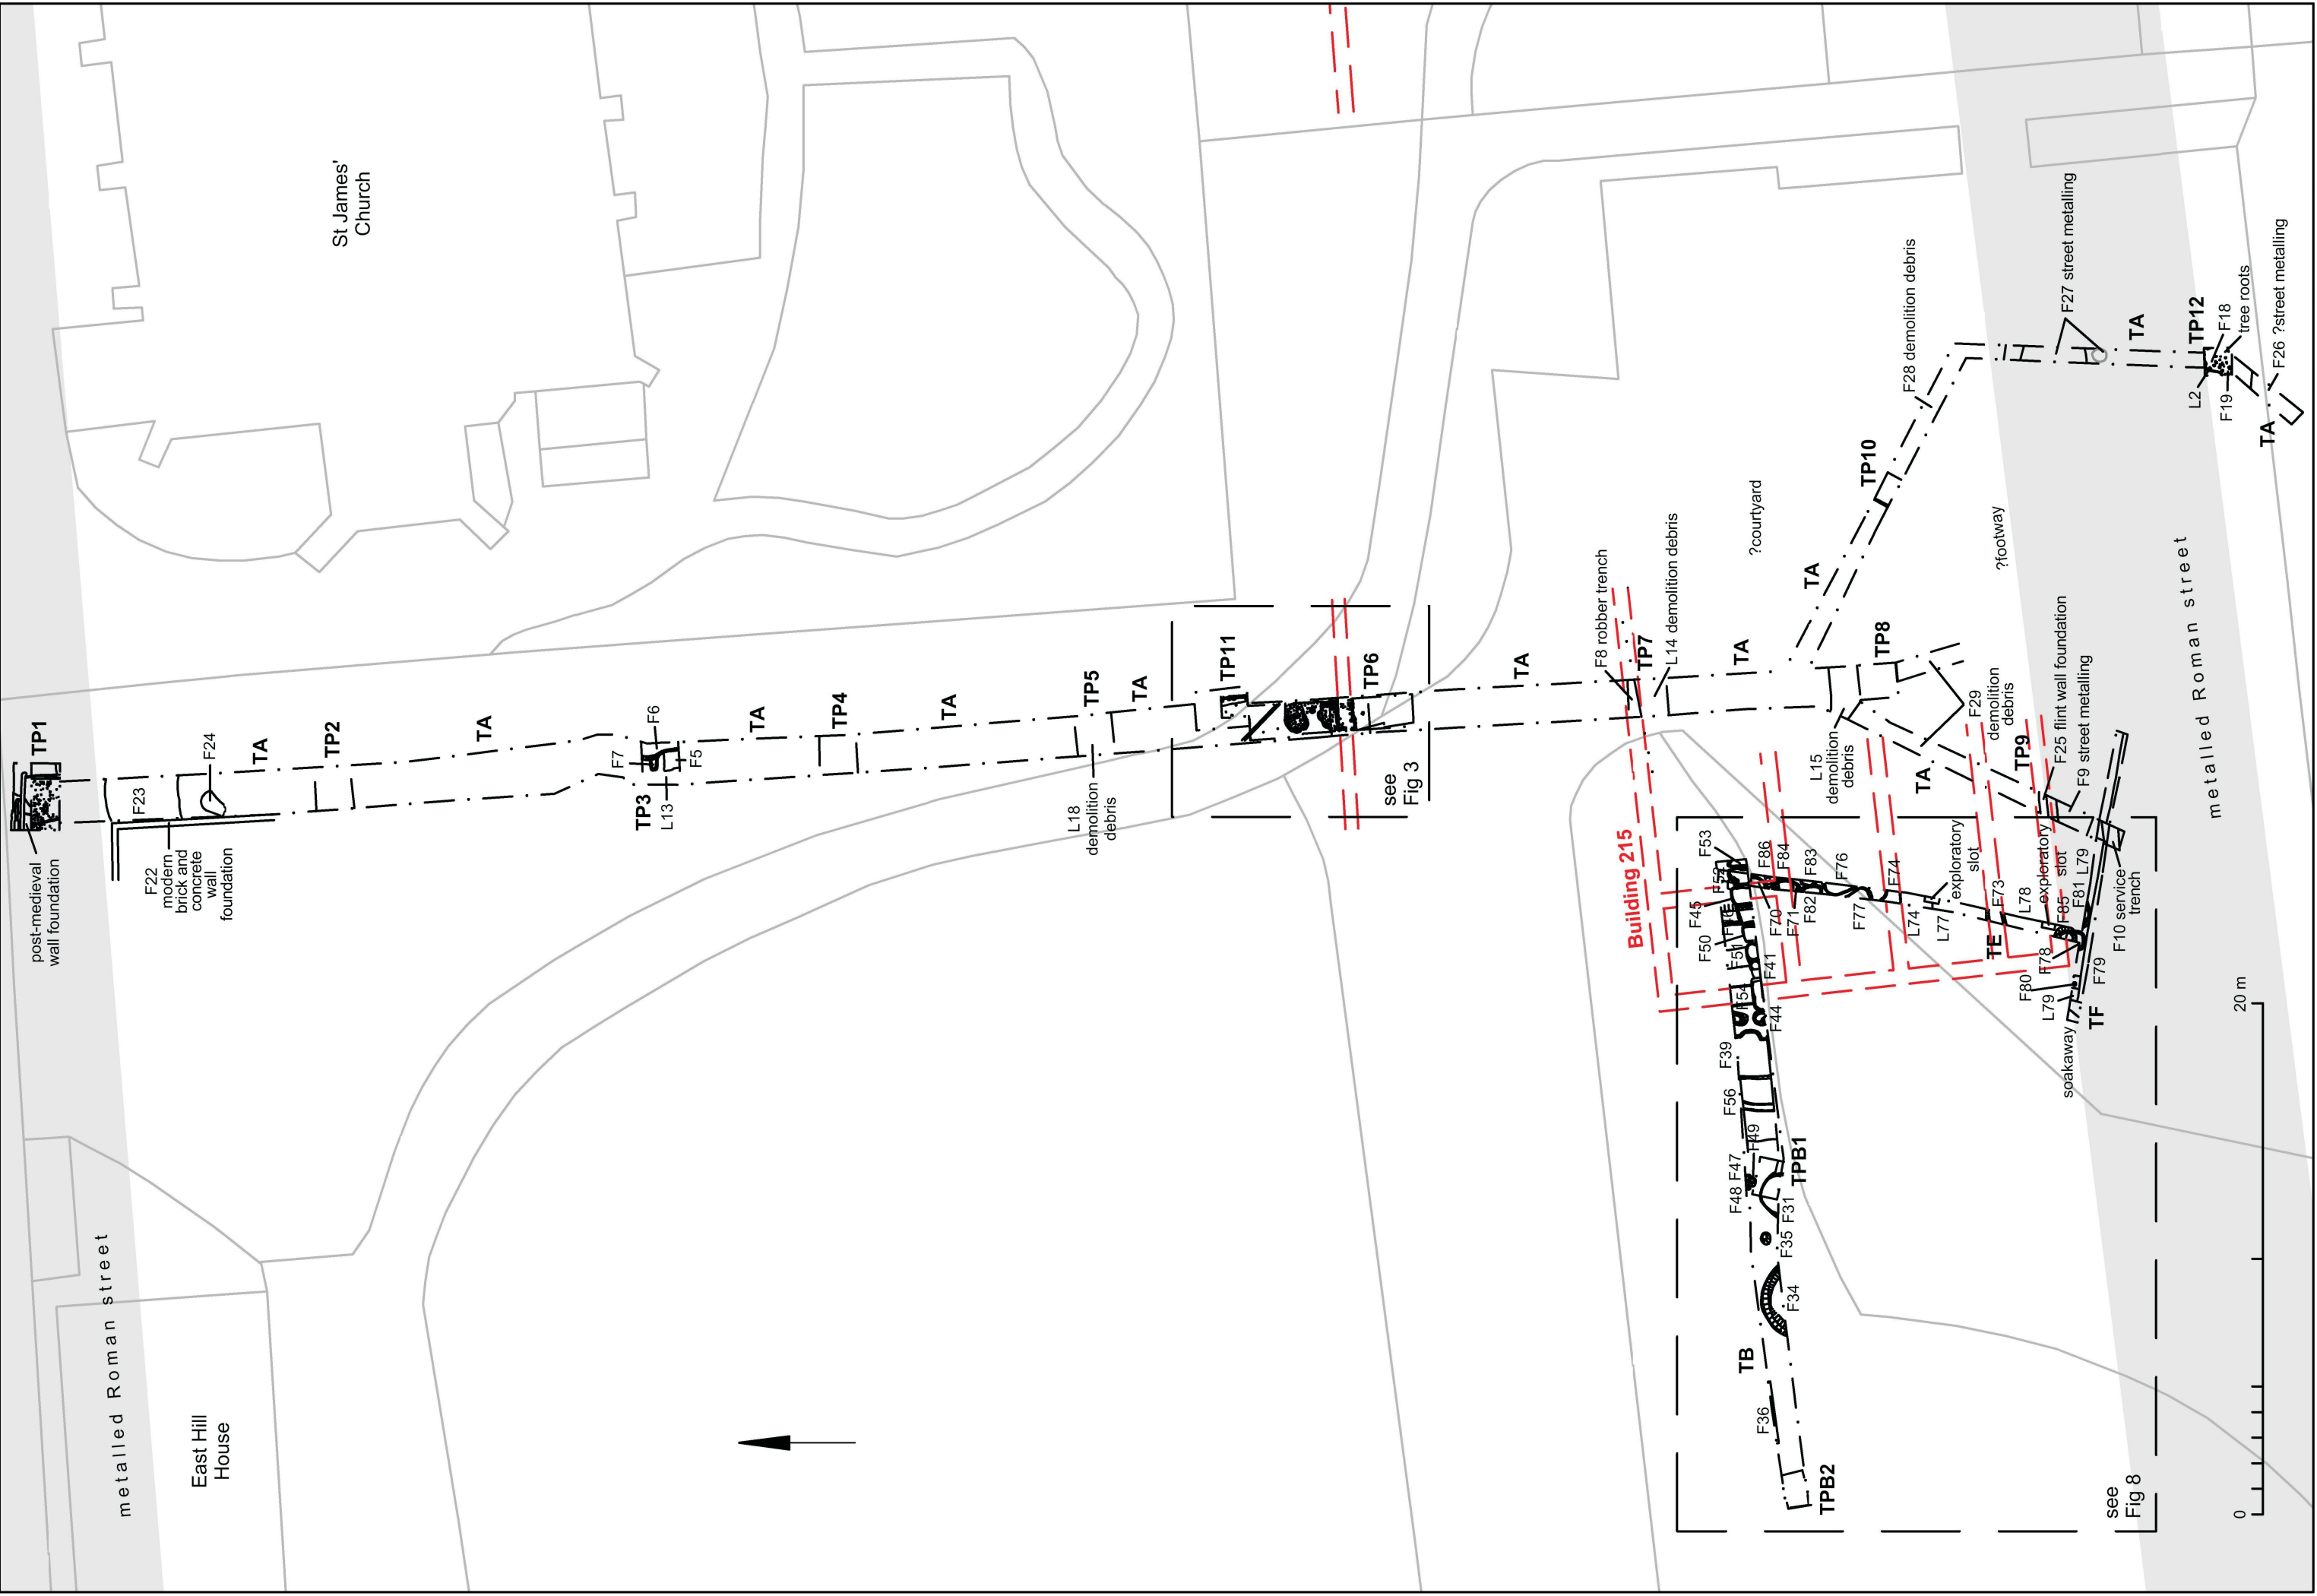 metalled Roman street
East Hill
House
St James'
Church
post-medieval
wall foundation
TP1
F22
modern
brick and
concrete
wall
foundation
F23
F24
TA
TP2
TA
TP3
L13
F7
F6
F5
TA
TP4
TA
L18
demolition
debris
TP5
TA
TP11
TP6
see
Fig 3
TA
F8 robber trench
TP7
L14 demolition debris
Building 215
TA
?courtyard
TP8
L15
demolition
debris
TA
TA
TP10
F28 demolition debris
?footway
F29
demolition
debris
TP9
F25 flint wall foundation
F9 street metalling
F27 street metalling
TA
TP12
L2
F18
tree roots
F19
F26 ?street metalling
TA
F53
F45
F50
F51
F54
F41
F44
F39
F56
F49
F47
F48
TPB1
F31
F35
F34
TB
F36
TPB2
F86
F84
F83
F76
F74
F70
F71
F82
F77
L74
L77
exploratory
slot
F73
L78
exploratory
slot
TE
F85
F81
L79
F78
F80
L79
F79
TF
soakaway
F10 service
trench
metalled Roman street
see
Fig 8
0
20 m